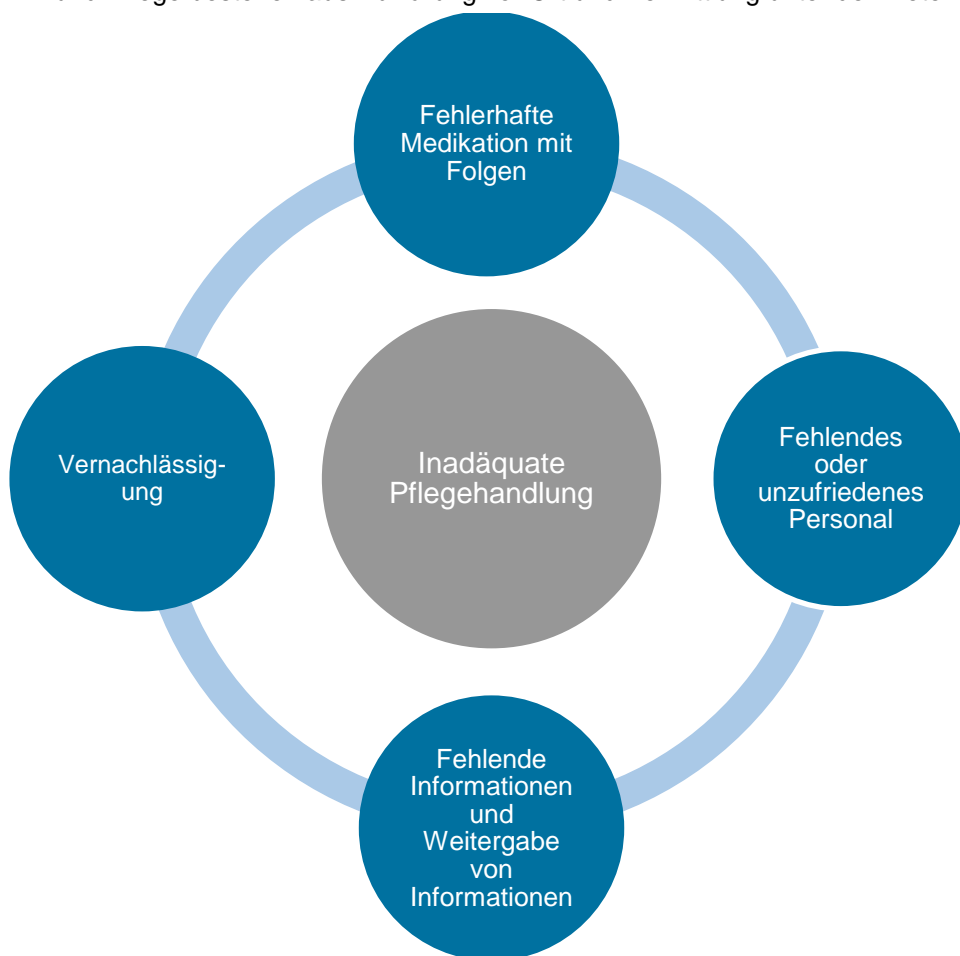 Fehlerhafte
Medikation mit
Folgen
Vernachlässig-
ung
Inadäquate
Pflegehandlung
Fehlendes
oder
unzufriedenes
Personal
Fehlende
Informationen
und
Weitergabe
von
Informationen